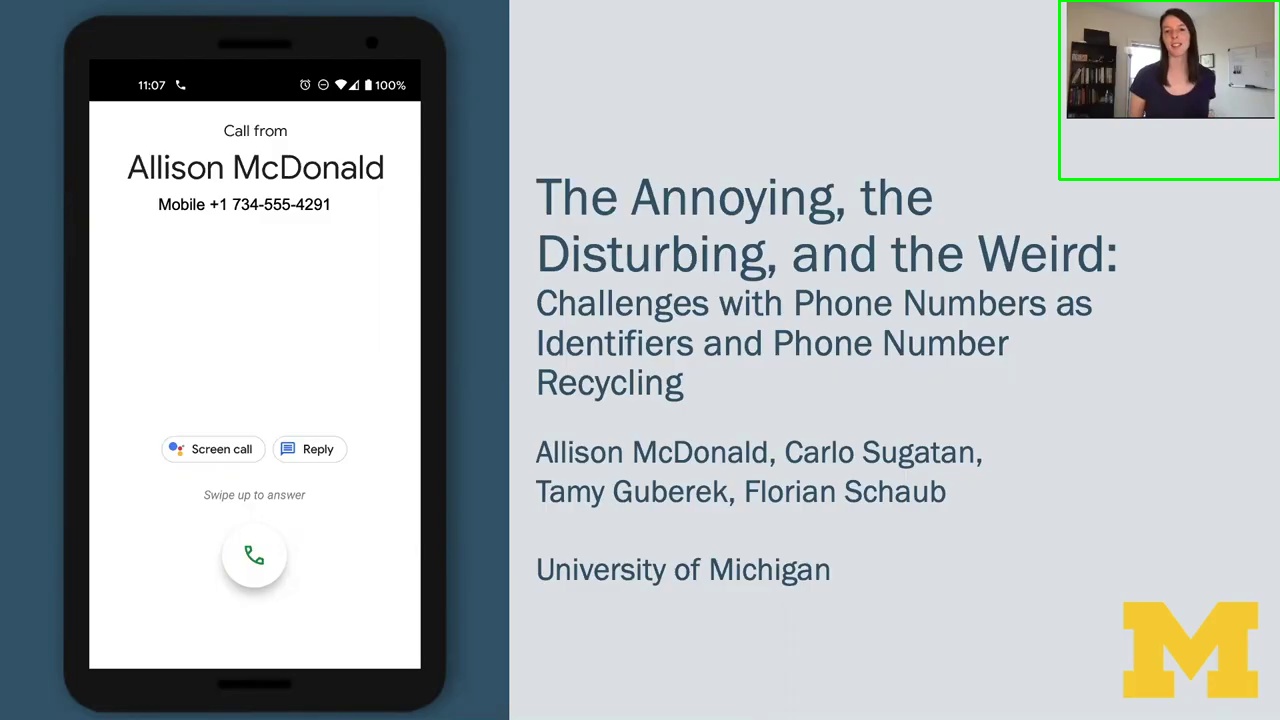 11:07
100%
Call from
Allison McDonald
Mobile +1 734-555-4291
Screen call
Reply
Swipe up to answer
The Annoying, the
Disturbing, and the Weird:
Challenges with Phone Numbers as
Identifiers and Phone Number
Recycling
Allison McDonald, Carlo Sugatan,
Tamy Guberek, Florian Schaub
University of Michigan
M